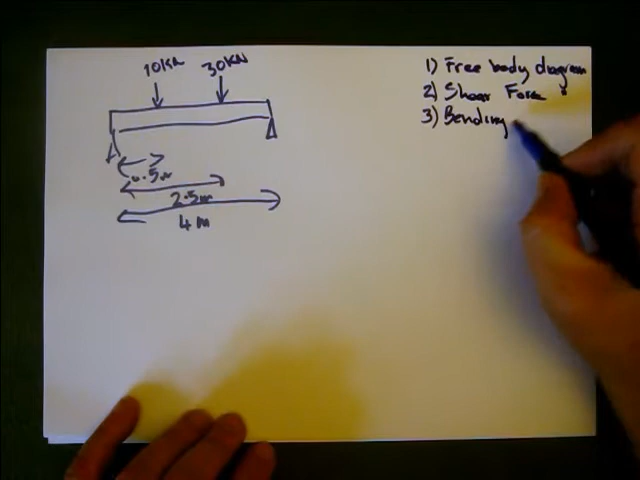 10KN 30KN
0.5m
2.5m
4m
1) Free body diagram
2) Shear Force "
3) Bending